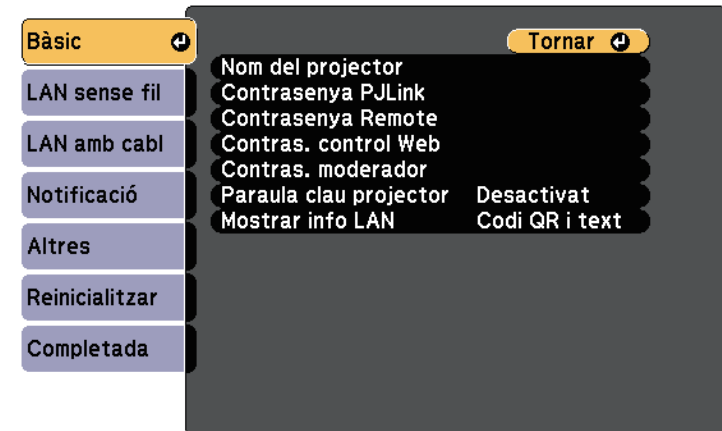 Bàsic
LAN sense fil
LAN amb cabl
Notificació
Altres
Reinicialitzar
Completada
Tornar
Nom del projector
Contrasenya PJLink
Contrasenya Remote
Contras. control Web
Contras. moderador
Paraula clau projector Desactivat
Mostrar info LAN Codi QR i text